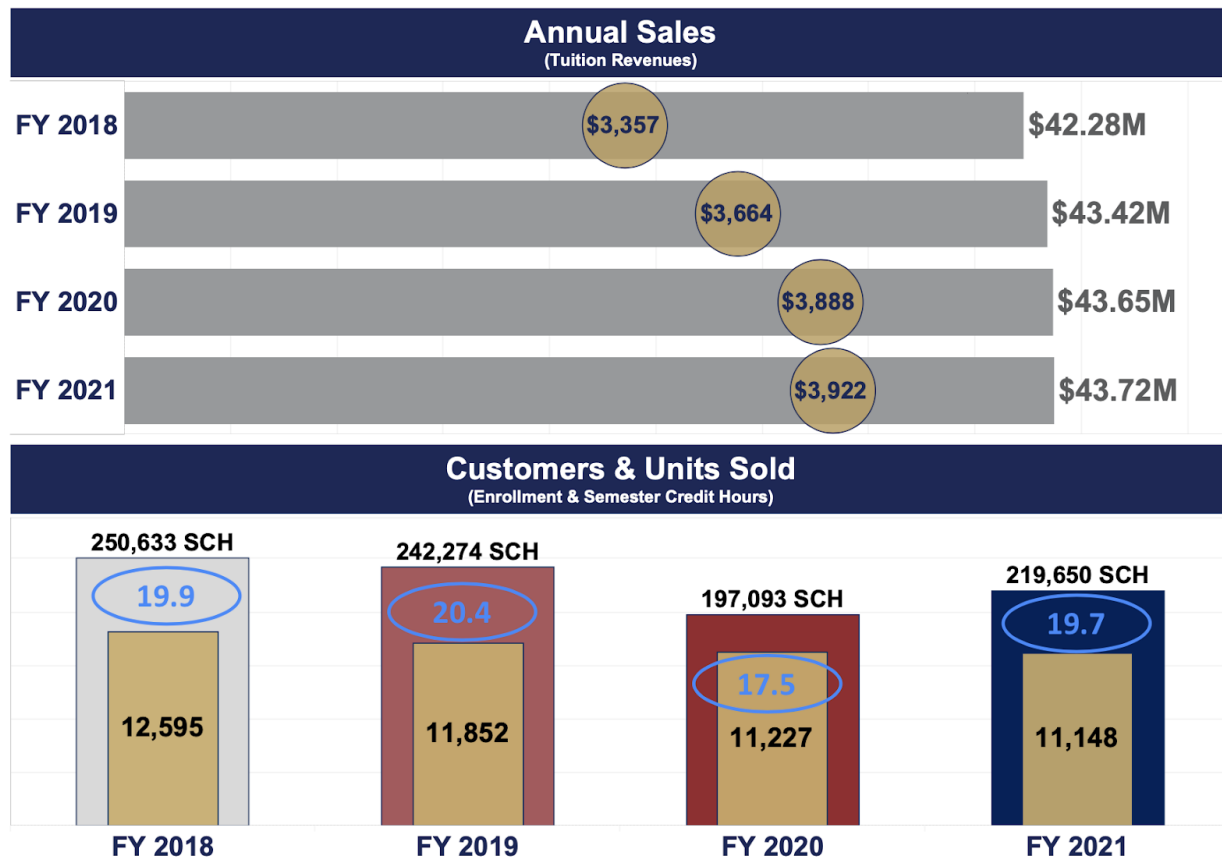 Annual Sales
(Tuition Revenues)
FY 2018
$3,357
$42.28M
FY 2019
$3,664
$43.42M
FY 2020
$3,888
$43.65M
FY 2021
$3,922
$43.72M
Customers & Units Sold
(Enrollment & Semester Credit Hours)
250,633 SCH
19.9
12,595
FY 2018
242,274 SCH
20.4
11,852
FY 2019
197,093 SCH
17.5
11,227
FY 2020
219,650 SCH
19.7
11,148
FY 2021